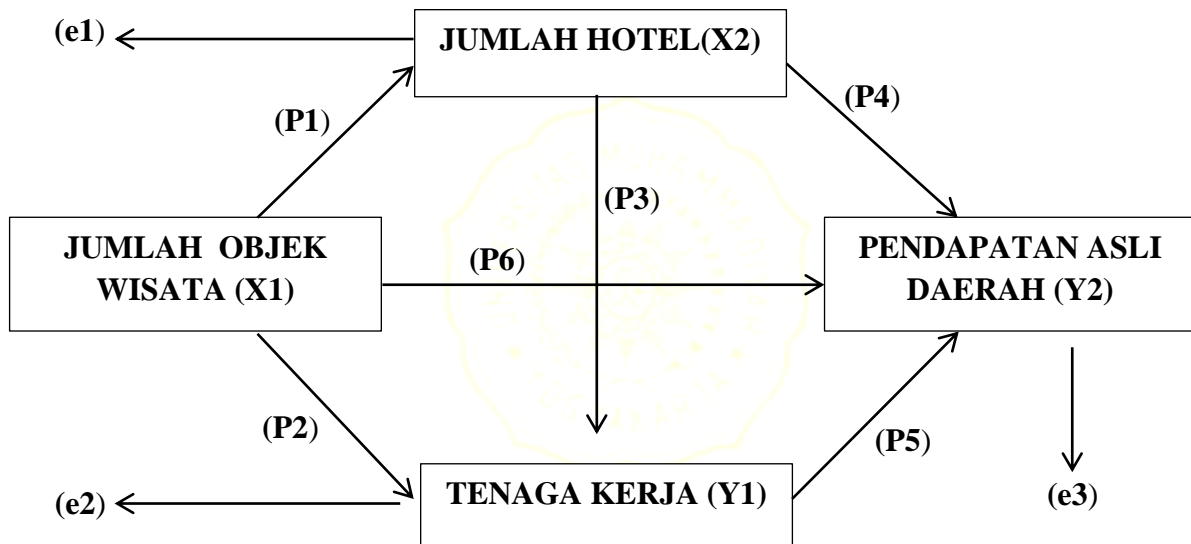 (e1)
JUMLAH HOTEL(X2)
(P1)
(P4)
(P3)
JUMLAH OBJEK
WISATA (X1)
(P6)
PENDAPATAN ASLI
DAERAH (Y2)
(P2)
(P5)
(e2)
TENAGA KERJA (Y1)
(e3)